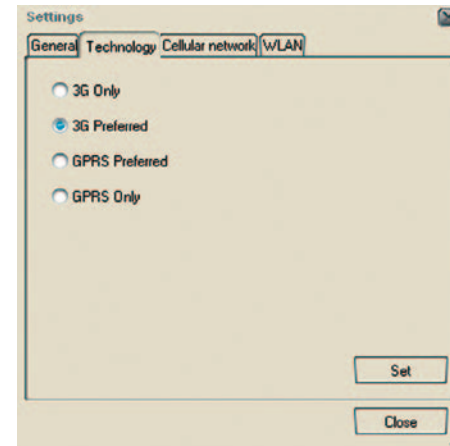 Settings
General Technology Cellular network WLAN
3G Only
3G Preferred
GPRS Preferred
GPRS Only
Set
Close